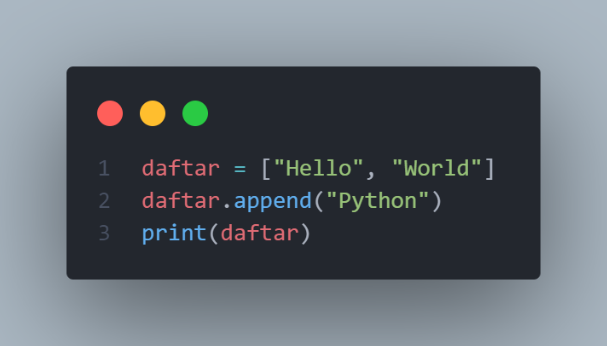 1 daftar = ["Hello", "World"]
2 daftar.append("Python")
3 print(daftar)